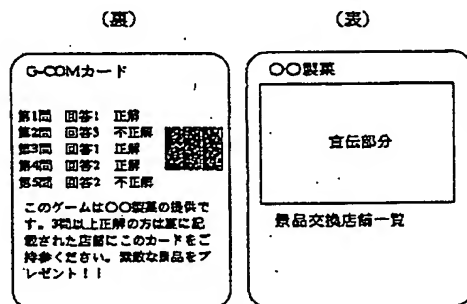 (裏)
G-COMカード
第1問 回答1 正解
第2問 回答3 不正解
第3問 回答1 正解
第4問 回答2 正解
第5問 回答2 不正解
このゲームは〇〇製菓の提供で
す。3問以上正解の方は裏に記
載された店舗にこのカードをご
持参ください。素敵な景品をプ
レゼント！！
(表)
〇〇製菓
宣伝部分
景品交換店舗一覧